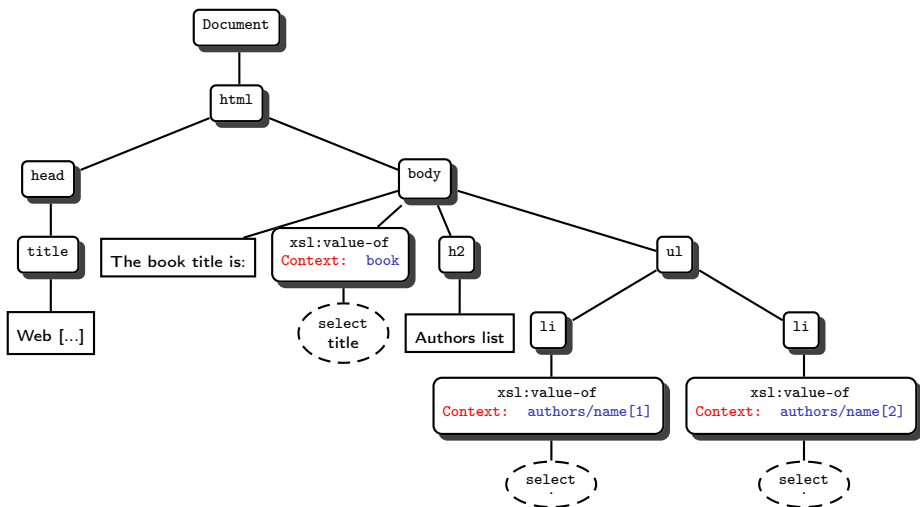 Document
html
head
body
title
The book title is:
xsl:value-of
Context: book
h2
ul
Web [...]
select
title
Authors list
li
li
xsl:value-of
Context: authors/name[1]
xsl:value-of
Context: authors/name[2]
select
.
select
.